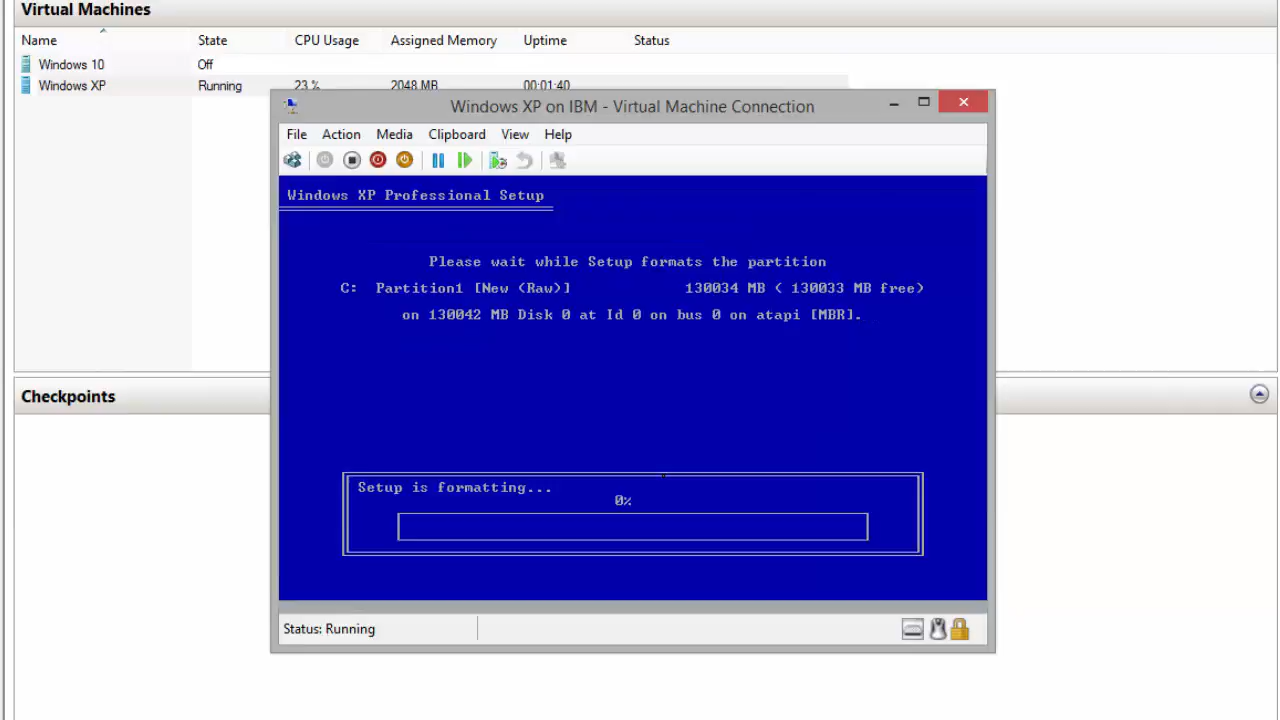 Virtual Machines
Name State CPU Usage Assigned Memory Uptime Status
Windows 10 Off
Windows XP Running 23 % 2048 MB 00:01:40
Windows XP on IBM - Virtual Machine Connection
File Action Media Clipboard View Help
Windows XP Professional Setup
Please wait while Setup formats the partition
C: Partition1 [New (Raw)] 130034 MB ( 130033 MB free)
on 130042 MB Disk 0 at Id 0 on bus 0 on atapi [MBR].
Checkpoints
Setup is formatting...
0%
Status: Running